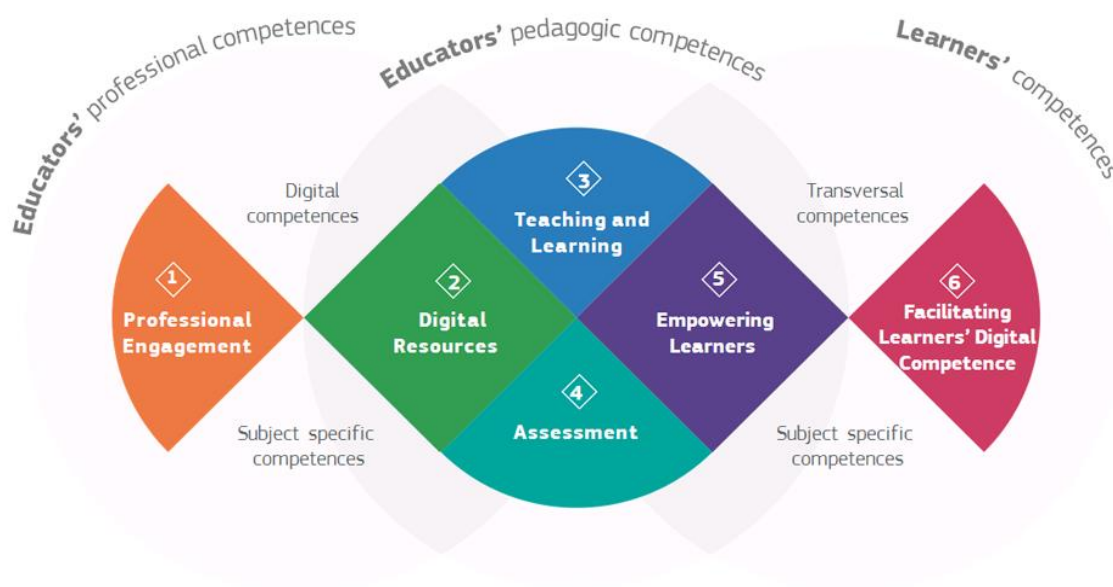 Educators' professional competences
Educators' pedagogic competences
Learners' competences
Digital
competences
Transversal
competences
1
Professional
Engagement
2
Digital
Resources
3
Teaching and
Learning
4
Assessment
5
Empowering
Learners
6
Facilitating
Learners' Digital
Competence
Subject specific
competences
Subject specific
competences